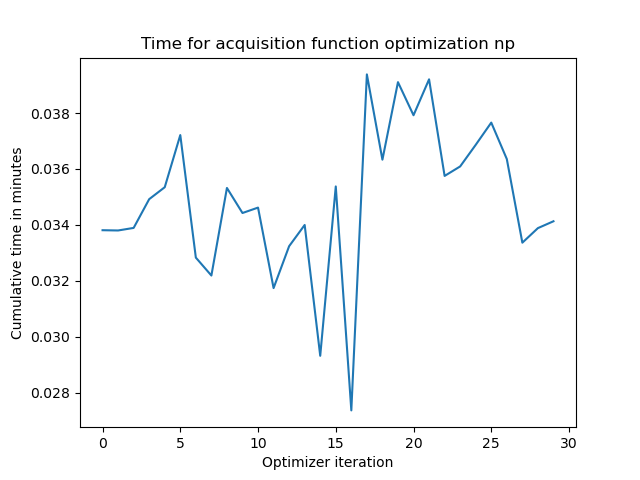 Time for acquisition function optimization np
0.038
0.036
0.034
0.032
0.030
0.028
Cumulative time in minutes
0 5 10 15 20 25 30
Optimizer iteration